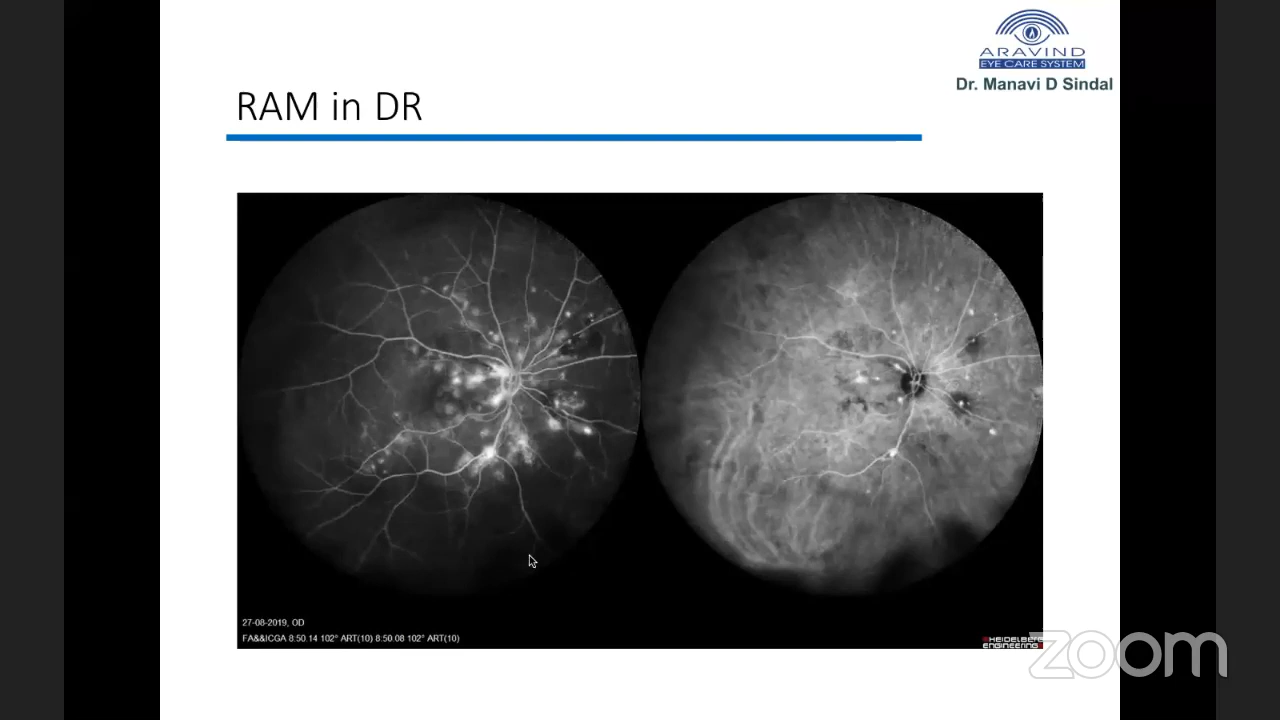 ARAVIND
EYE CARE SYSTEM
Dr. Manavi D Sindal
RAM in DR
27-08-2019, OD
FA&&ICGA 8:50.14 102° ART(10) 8:50.08 102° ART(10)
HEIDELBERG
ENGINEERING
zoom